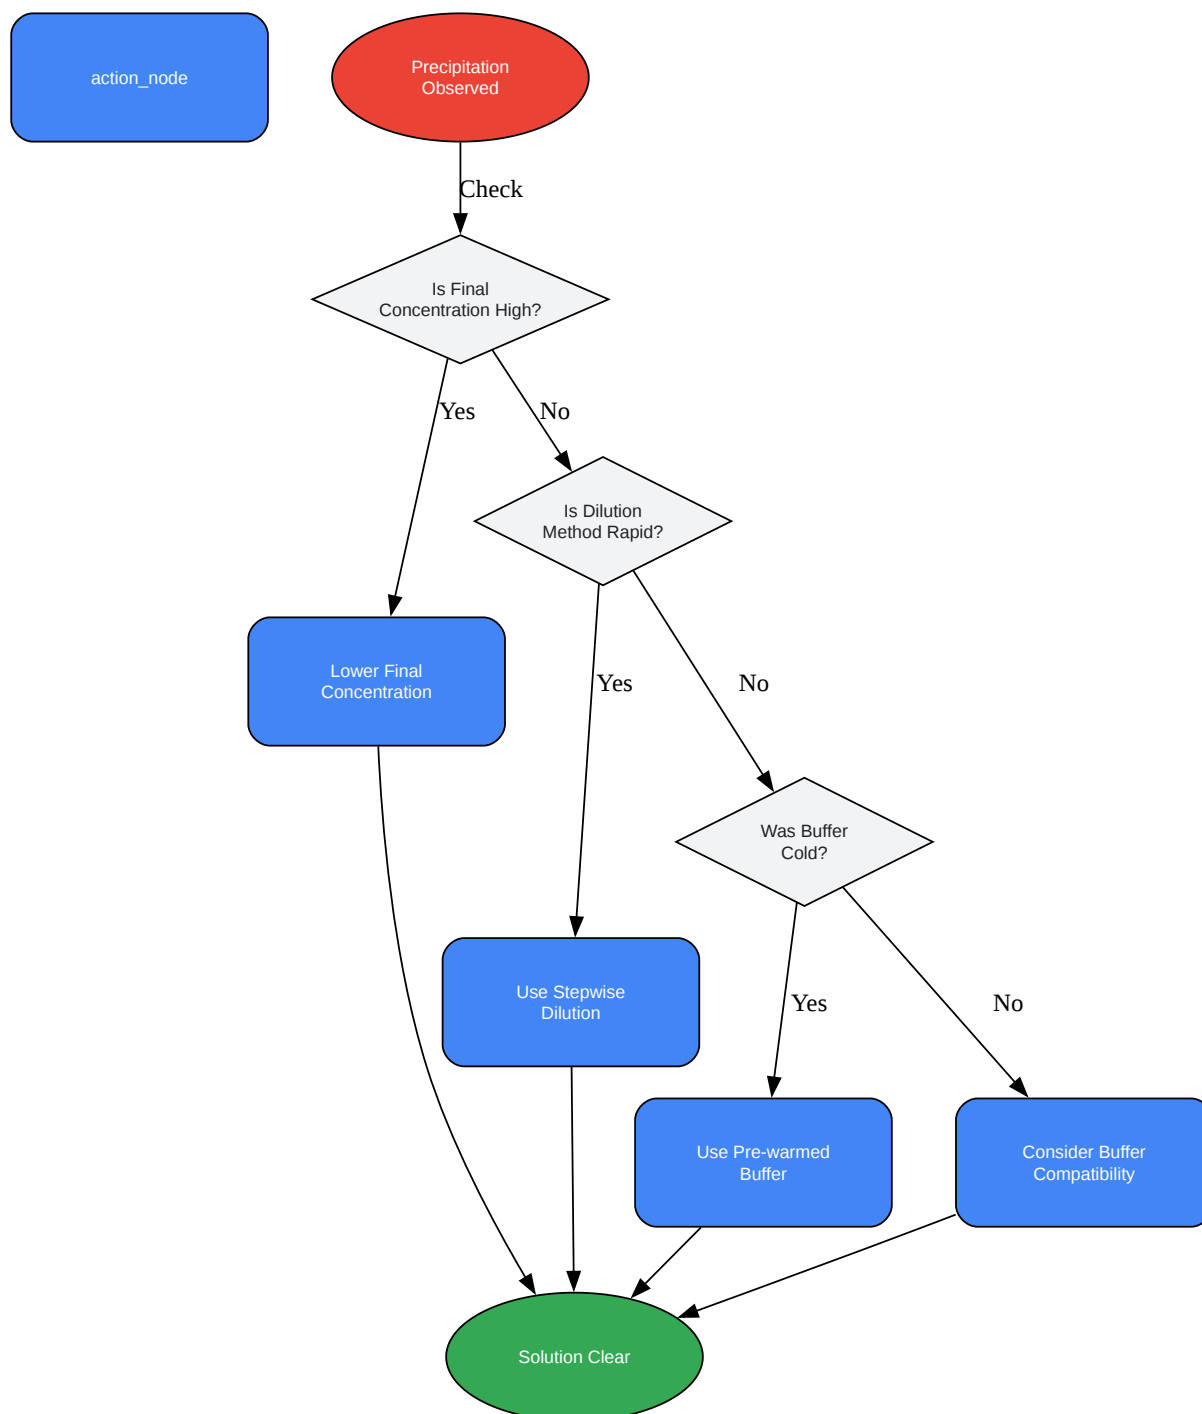 action_node
Precipitation
Observed
Check
Is Final
Concentration High?
Yes
No
Is Dilution
Method Rapid?
Lower Final
Concentration
Yes
No
Was Buffer
Cold?
Use Stepwise
Dilution
Yes
No
Use Pre-warmed
Buffer
Consider Buffer
Compatibility
Solution Clear